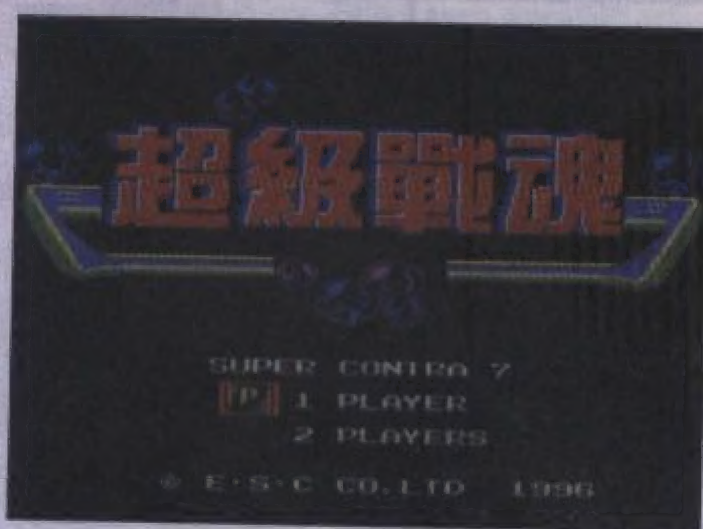 超級戰魂
SUPER CONTRA 7
1 PLAYER
2 PLAYERS
© E·S·C CO.LTD 1996